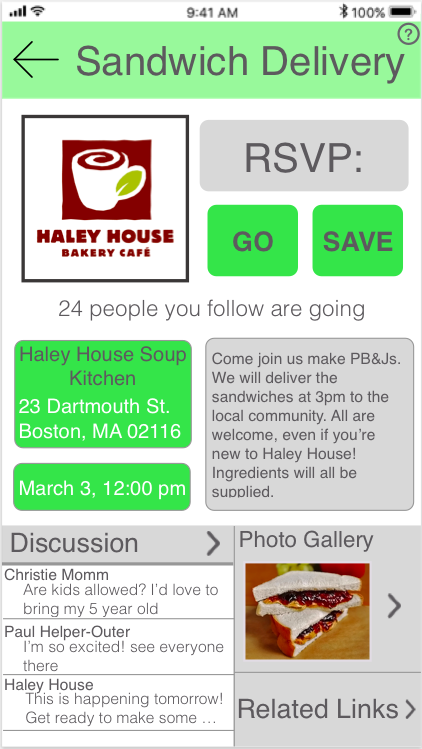 9:41 AM
100%
?
Sandwich Delivery
HALEY HOUSE
BAKERY CAFÉ
RSVP:
GO
SAVE
24 people you follow are going
Haley House Soup
Kitchen
23 Dartmouth St.
Boston, MA 02116
March 3, 12:00 pm
Come join us make PB&Js.
We will deliver the
sandwiches at 3pm to the
local community. All are
welcome, even if you’re
new to Haley House!
Ingredients will all be
supplied.
Discussion
Christie Momm
Are kids allowed? I’d love to
bring my 5 year old
Paul Helper-Outer
I’m so excited! see everyone
there
Haley House
This is happening tomorrow!
Get ready to make some …
Photo Gallery
Related Links